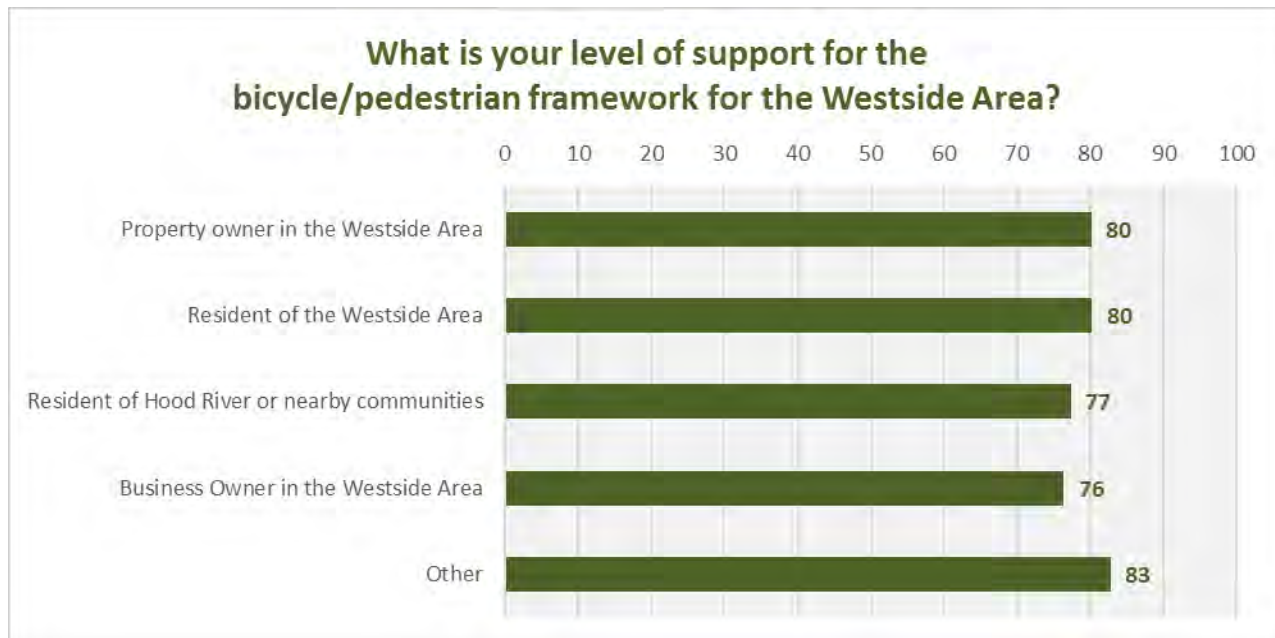 What is your level of support for the
bicycle/pedestrian framework for the Westside Area?
0 10 20 30 40 50 60 70 80 90 100
Property owner in the Westside Area 80
Resident of the Westside Area 80
Resident of Hood River or nearby communities 77
Business Owner in the Westside Area 76
Other 83